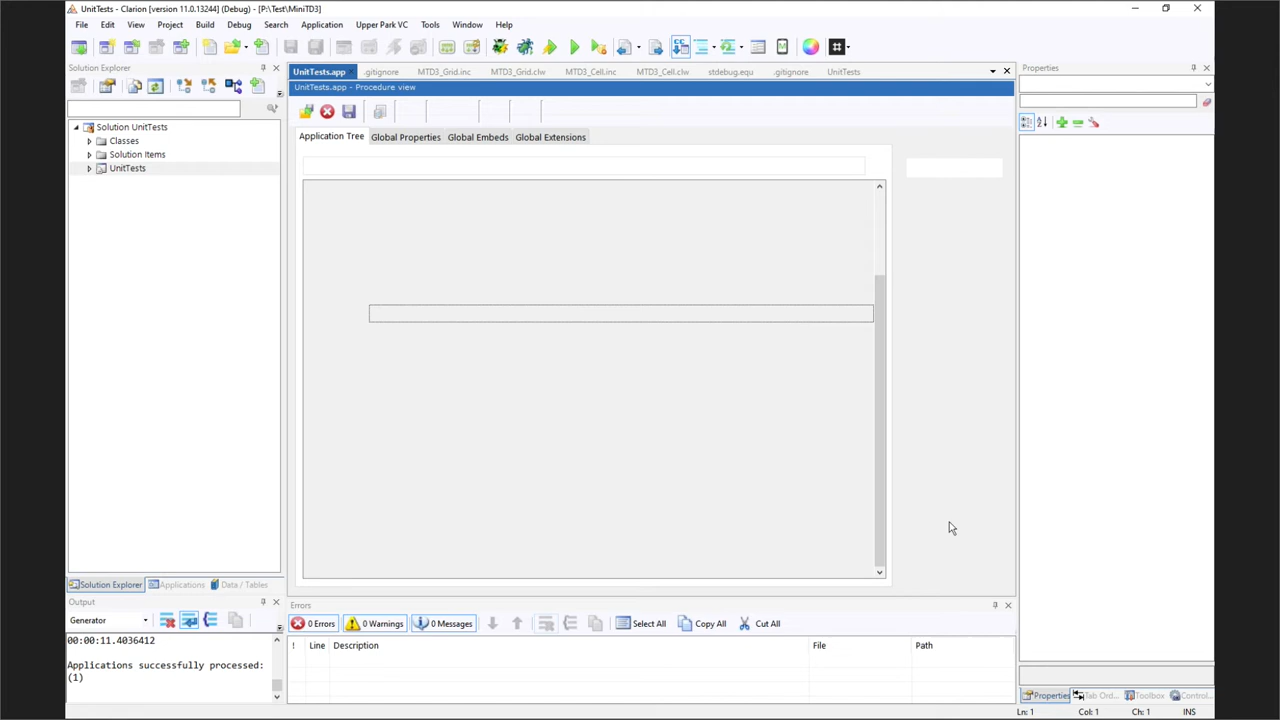 UnitTests - Clarion [version 11.0.13244] (Debug) - [P:\Test\MiniTD3]
File Edit View Project Build Debug Search Application Upper Park VC Tools Window Help
Solution Explorer
UnitTests.app .gitignore MTD3_Grid.inc MTD3_Grid.clw MTD3_Cell.inc MTD3_Cell.clw stdebug.equ .gitignore UnitTests
Properties
UnitTests.app - Procedure view
Application Tree Global Properties Global Embeds Global Extensions
Solution UnitTests
Classes
Solution Items
UnitTests
Solution Explorer Applications Data / Tables
Output
Generator
00:00:11.4036412
Applications successfully processed:
(1)
Errors
0 Errors 0 Warnings 0 Messages Select All Copy All Cut All
! Line Description File Path
Properties Tab Ord... Toolbox Control...
Ln: 1 Col: 1 Ch: 1 INS